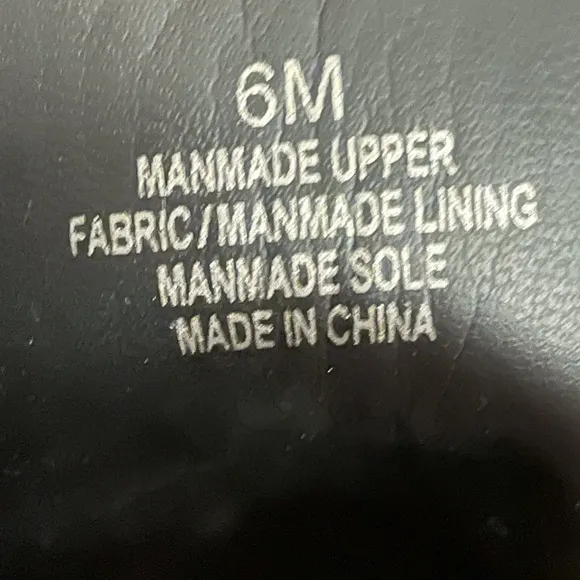 6M
MANMADE UPPER
FABRIC/MANMADE LINING
MANMADE SOLE
MADE IN CHINA